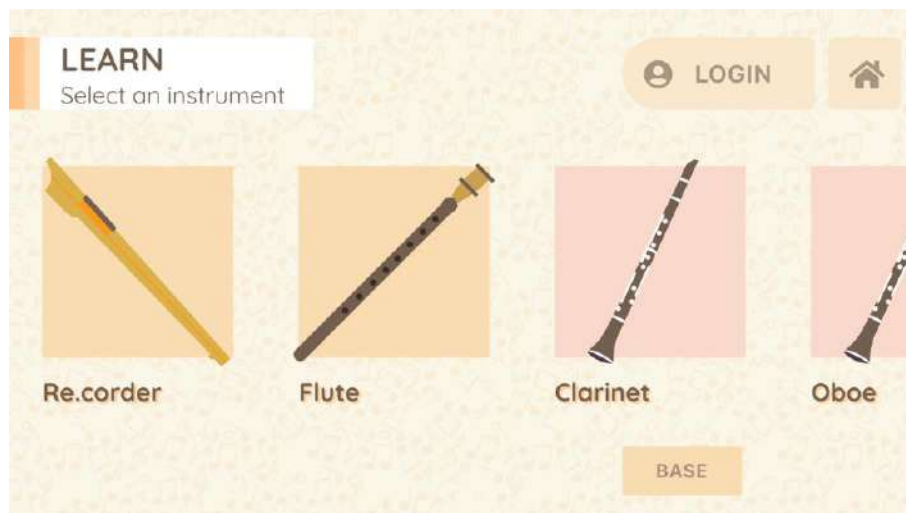 LEARN
Select an instrument
LOGIN
Re.corder
Flute
Clarinet
Oboe
BASE